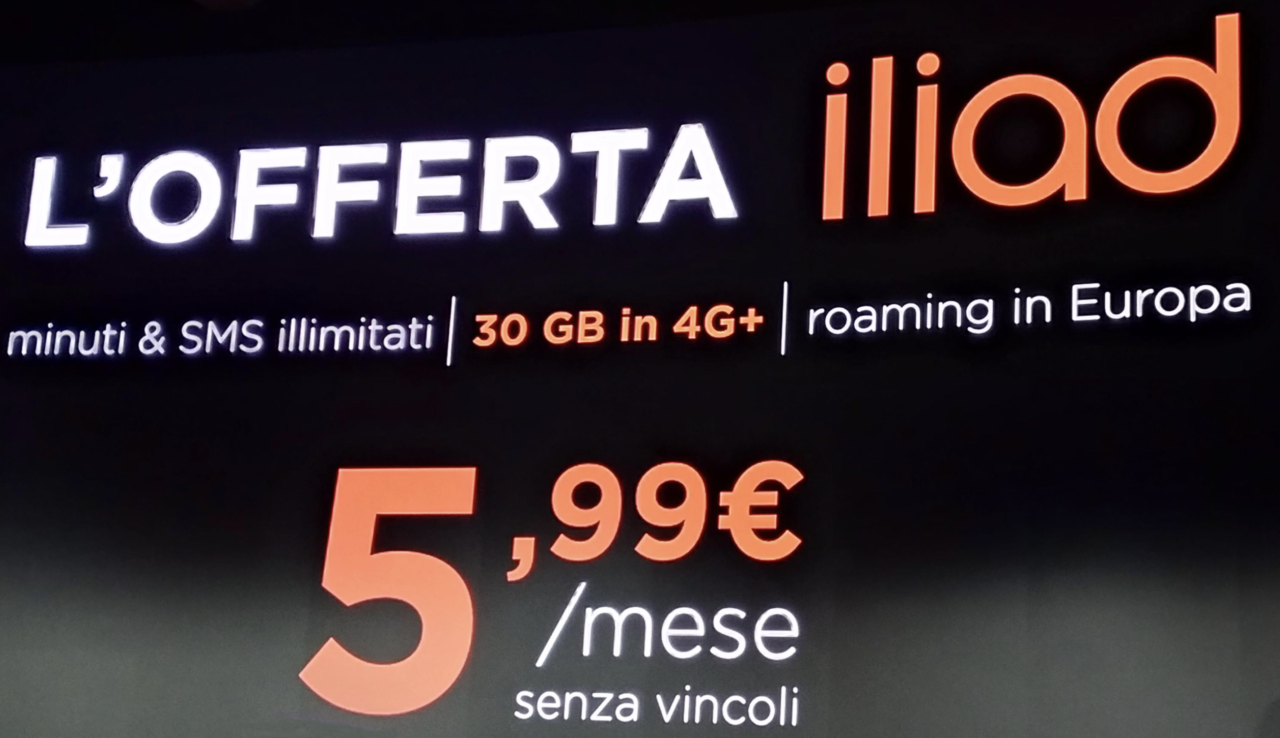 L'OFFERTA iliad
minuti & SMS illimitati | 30 GB in 4G+ | roaming in Europa
5,99€
/mese
senza vincoli